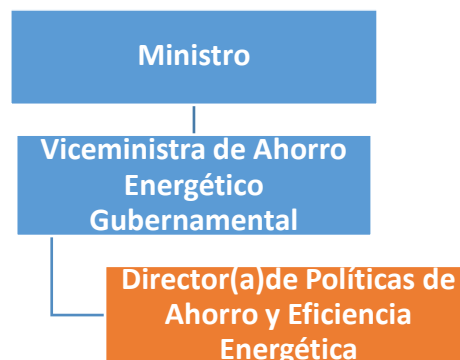 Ministro
Viceministra de Ahorro
Energético
Gubernamental
Director(a)de Políticas de
Ahorro y Eficiencia
Energética